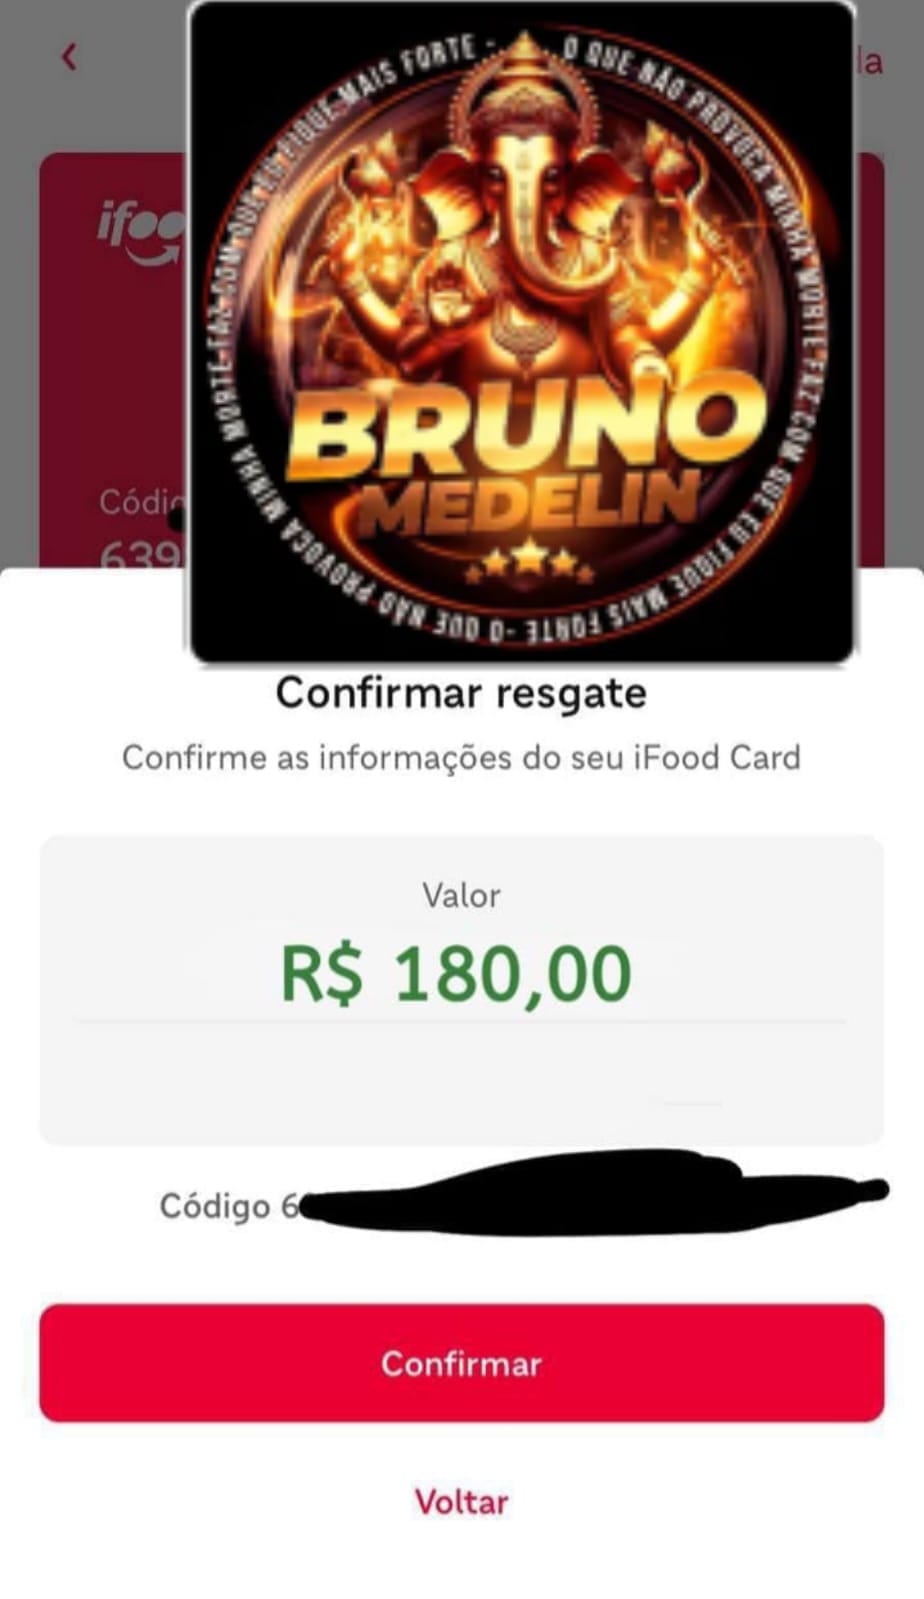 la
ifoo
O QUE NÃO PROVOCA MINHA MORTE FAZ COM QUE EU FIQUE MAIS FORTE - O QUE NÃO PROVOCA MINHA MORTE FAZ COM QUE EU FIQUE MAIS FORTE -
BRUNO
MEDELIN
Códig
639
Confirmar resgate
Confirme as informações do seu iFood Card
Valor
R$ 180,00
Código 6
Confirmar
Voltar